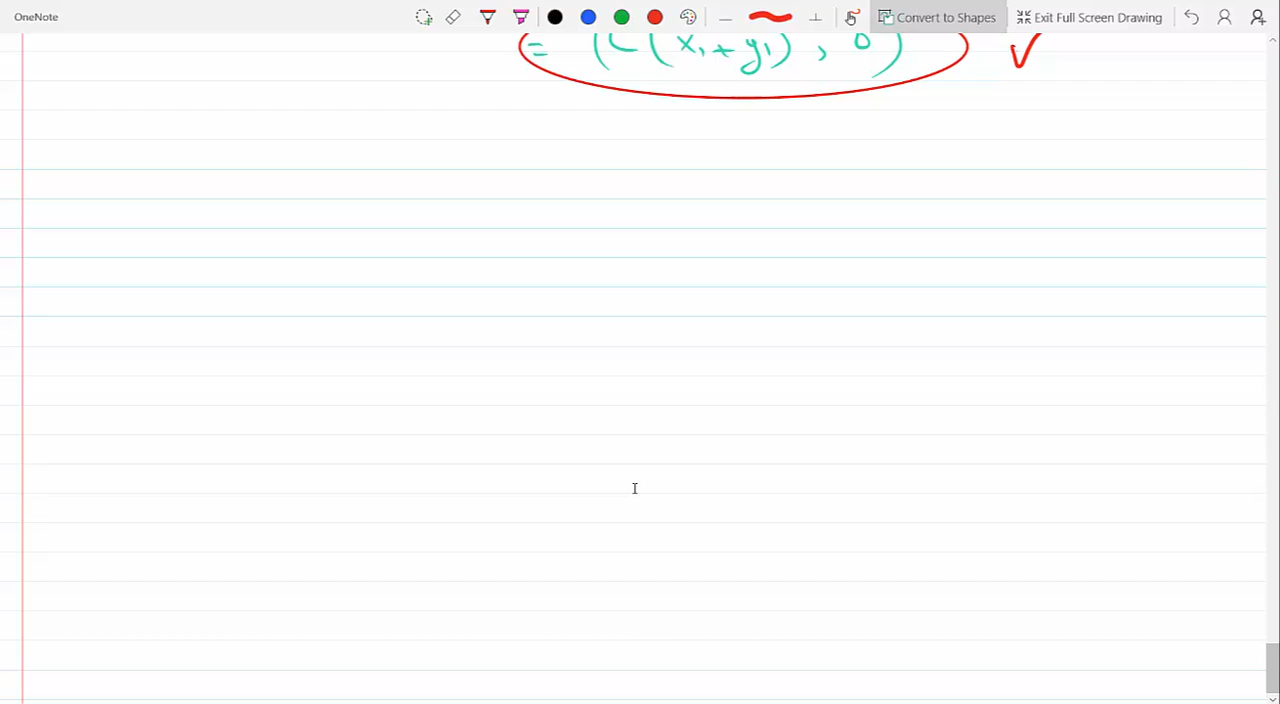 OneNote
Convert to Shapes
Exit Full Screen Drawing
= (c(x₁+y₁), 0)